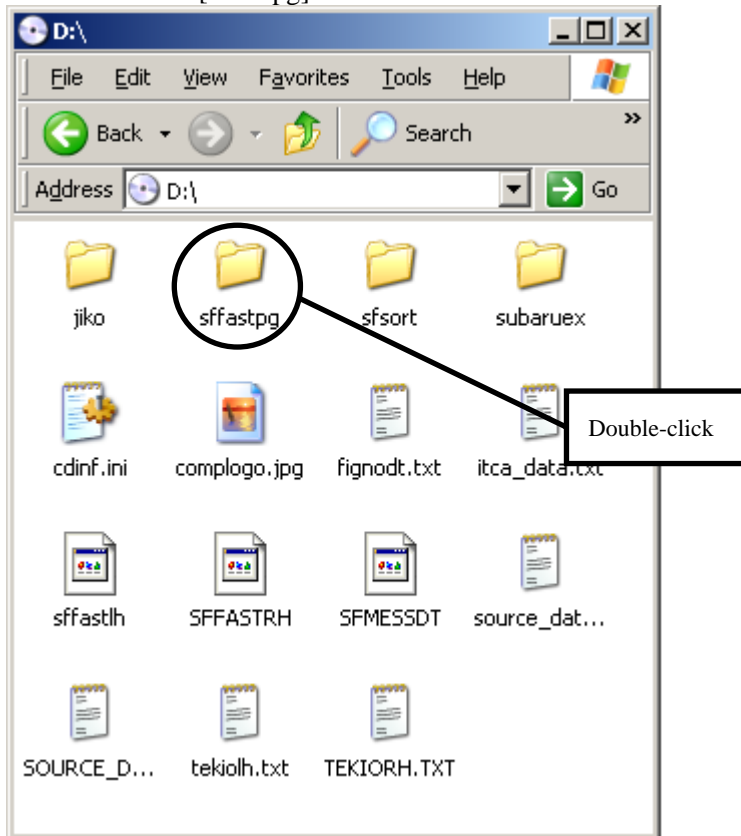 D:\
File Edit View Favorites Tools Help
Back Search »
Address D:\ Go
jiko sffastpg sfsort subaruex
Double-click
cdinf.ini complogo.jpg fignodt.txt itca_data.txt
sffastlh SFFASTRH SFMESSDT source_dat...
SOURCE_D... tekiolh.txt TEKIORH.TXT